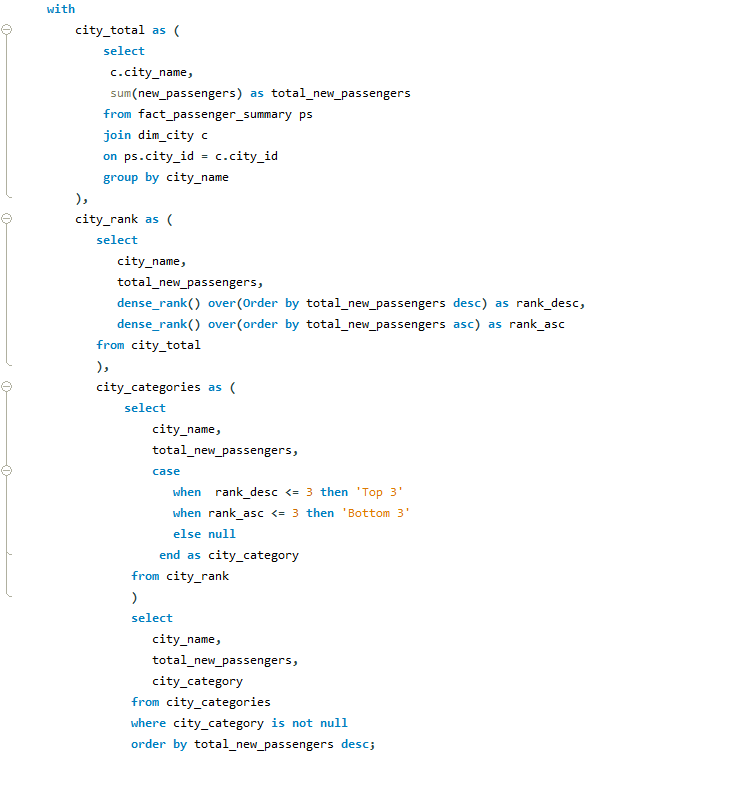 with
city_total as (
select
c.city_name,
sum(new_passengers) as total_new_passengers
from fact_passenger_summary ps
join dim_city c
on ps.city_id = c.city_id
group by city_name
),
city_rank as (
select
city_name,
total_new_passengers,
dense_rank() over(Order by total_new_passengers desc) as rank_desc,
dense_rank() over(order by total_new_passengers asc) as rank_asc
from city_total
),
city_categories as (
select
city_name,
total_new_passengers,
case
when  rank_desc <= 3 then 'Top 3'
when rank_asc <= 3 then 'Bottom 3'
else null
end as city_category
from city_rank
)
select
city_name,
total_new_passengers,
city_category
from city_categories
where city_category is not null
order by total_new_passengers desc;